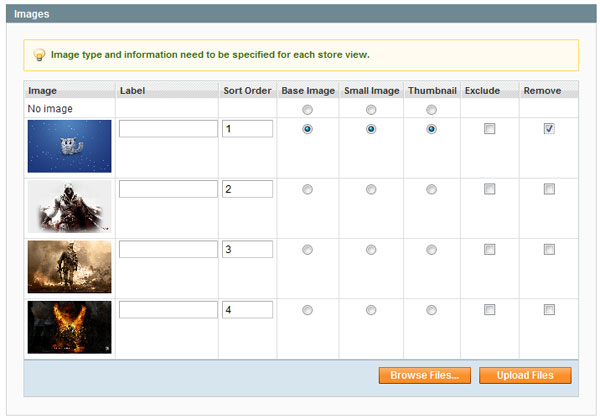 Images
Image type and information need to be specified for each store view.
Image Label Sort Order Base Image Small Image Thumbnail Exclude Remove
No image
1
2
3
4
Browse Files... Upload Files